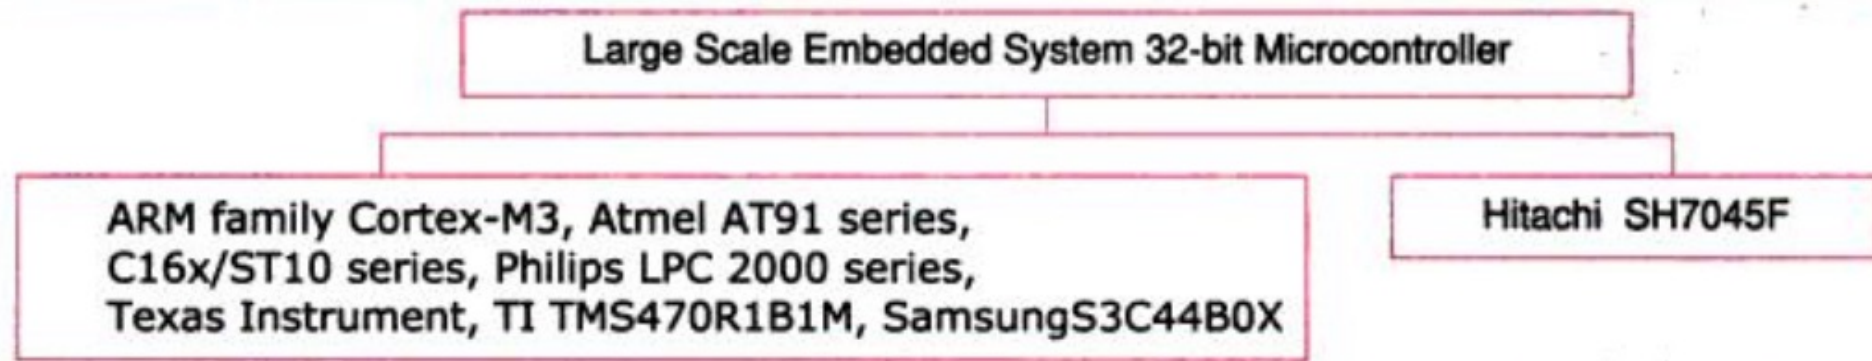 Large Scale Embedded System 32-bit Microcontroller
ARM family Cortex-M3, Atmel AT91 series,
C16x/ST10 series, Philips LPC 2000 series,
Texas Instrument, TI TMS470R1B1M, SamsungS3C44B0X
Hitachi SH7045F